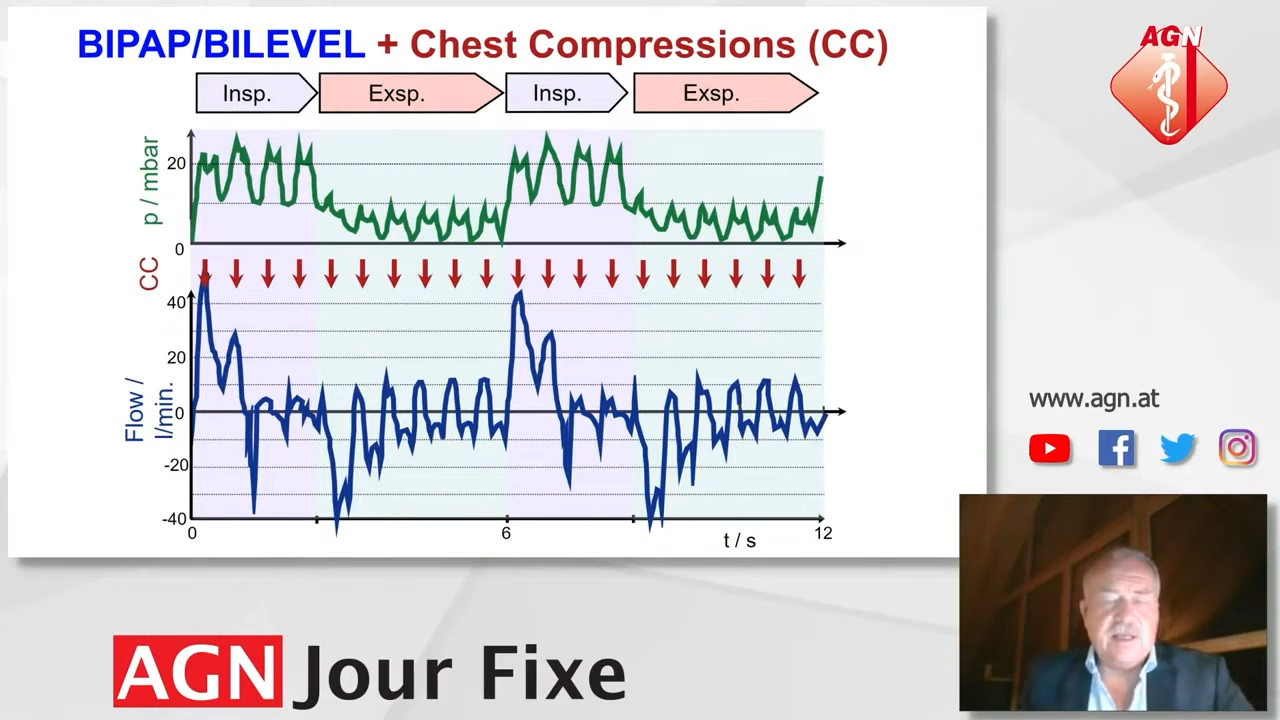 BIPAP/BILEVEL + Chest Compressions (CC)
Insp.
Exsp.
Insp.
Exsp.
p / mbar
20
0
CC
Flow /
l/min.
40
20
0
-20
-40
0
6
12
t / s
AGN
www.agn.at
AGN Jour Fixe